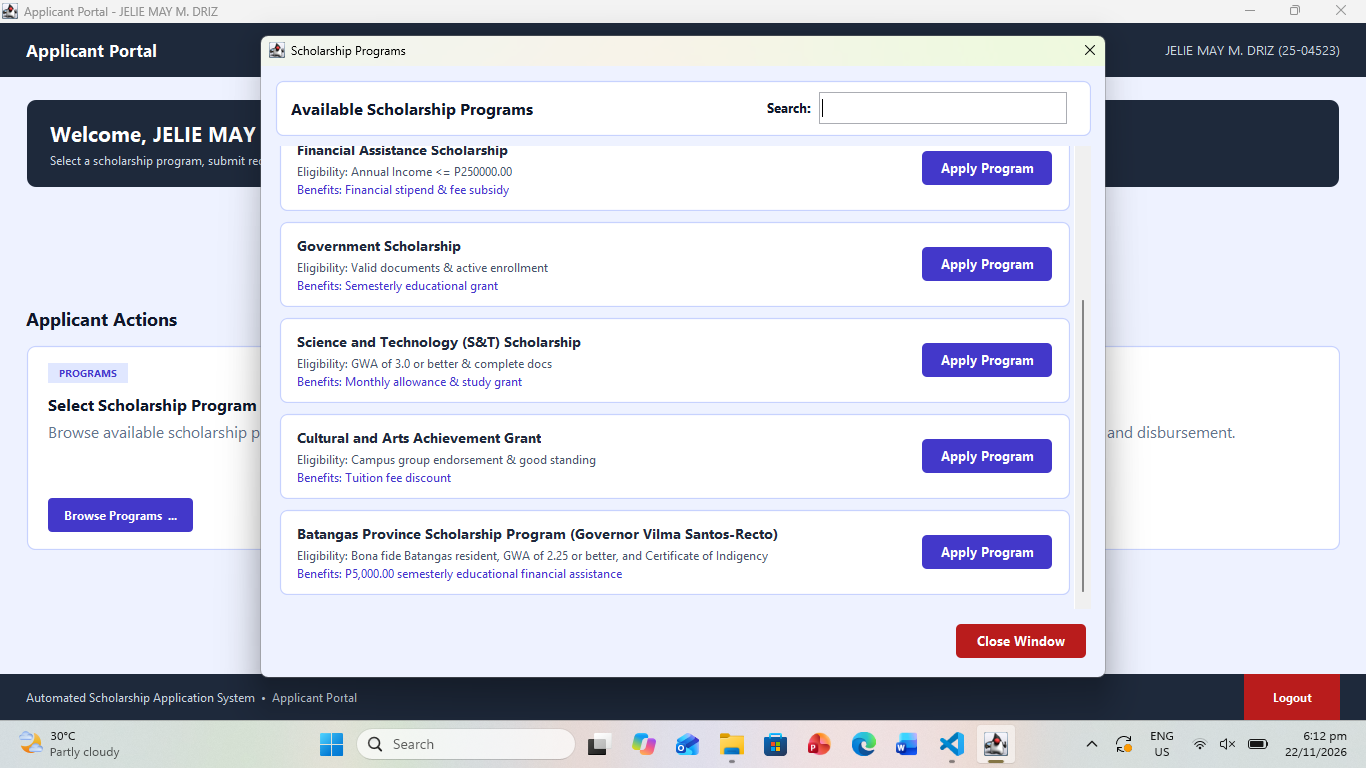 Applicant Portal - JELIE MAY M. DRIZ
Applicant Portal
JELIE MAY M. DRIZ (25-04523)
Welcome, JELIE MAY
Select a scholarship program, submit
Scholarship Programs
Available Scholarship Programs
Search:
Financial Assistance Scholarship
Eligibility: Annual Income <= P250000.00
Benefits: Financial stipend & fee subsidy
Apply Program
Government Scholarship
Eligibility: Valid documents & active enrollment
Benefits: Semesterly educational grant
Apply Program
Science and Technology (S&T) Scholarship
Eligibility: GWA of 3.0 or better & complete docs
Benefits: Monthly allowance & study grant
Apply Program
Cultural and Arts Achievement Grant
Eligibility: Campus group endorsement & good standing
Benefits: Tuition fee discount
Apply Program
Batangas Province Scholarship Program (Governor Vilma Santos-Recto)
Eligibility: Bona fide Batangas resident, GWA of 2.25 or better, and Certificate of Indigency
Benefits: P5,000.00 semesterly educational financial assistance
Apply Program
Close Window
Applicant Actions
PROGRAMS
Select Scholarship Program
Browse available scholarship
and disbursement.
Browse Programs ...
Automated Scholarship Application System • Applicant Portal
Logout
30°C
Partly cloudy
Search
ENG
US
6:12 pm
22/11/2026